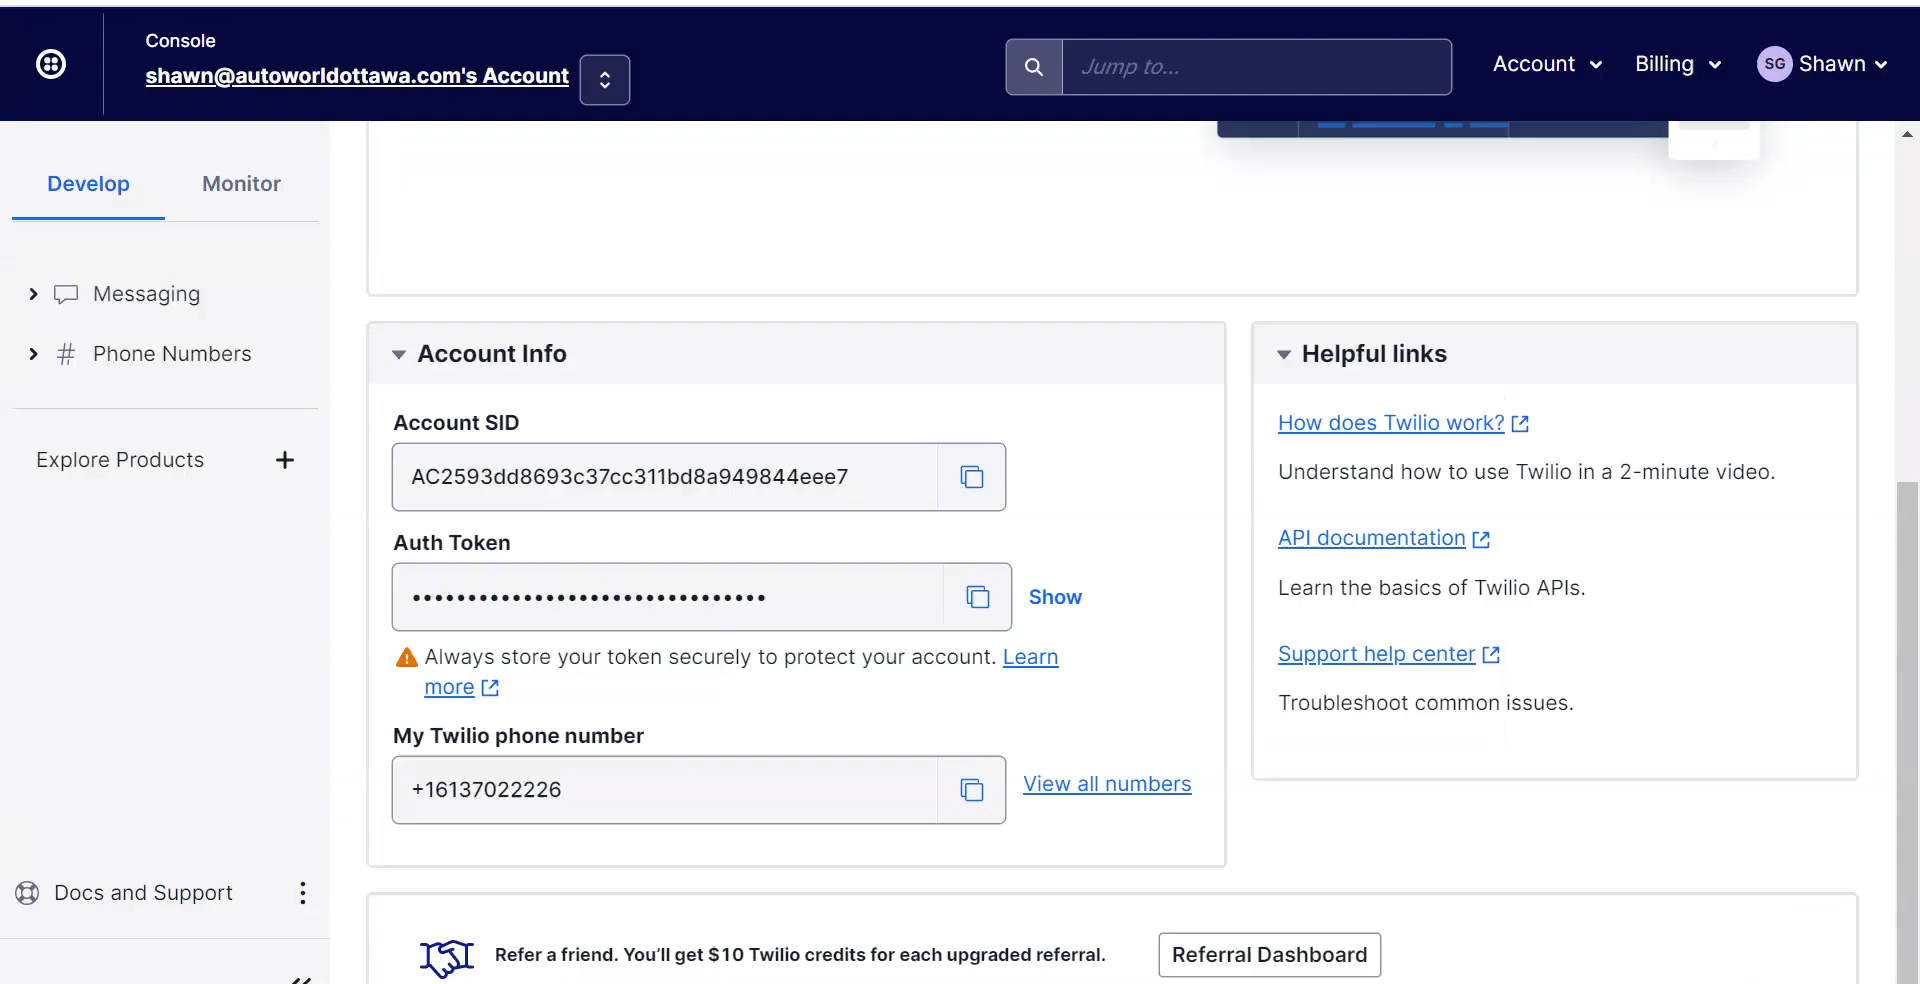 Console
shawn@autoworldottawa.com's Account
Jump to...
Account
Billing
SG Shawn
Develop
Monitor
Messaging
# Phone Numbers
Explore Products +
Docs and Support
Account Info
Account SID
AC2593dd8693c37cc311bd8a949844eee7
Auth Token
••••••••••••••••••••••••••••••••
Show
Always store your token securely to protect your account. Learn
more
My Twilio phone number
+16137022226
View all numbers
Helpful links
How does Twilio work?
Understand how to use Twilio in a 2-minute video.
API documentation
Learn the basics of Twilio APIs.
Support help center
Troubleshoot common issues.
Refer a friend. You'll get $10 Twilio credits for each upgraded referral.
Referral Dashboard